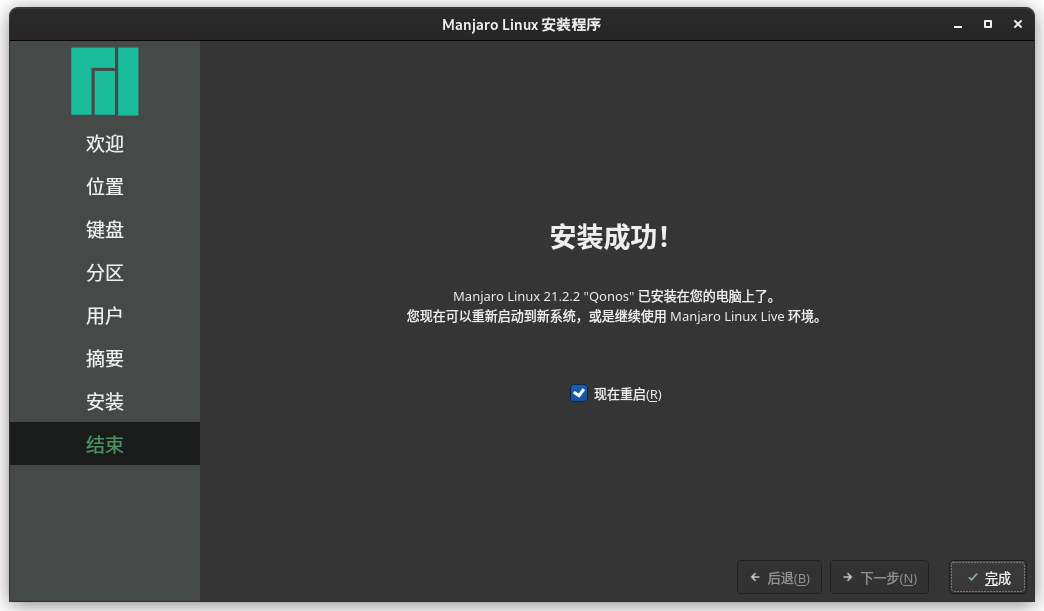 Manjaro Linux 安装程序
欢迎
位置
键盘
分区
用户
摘要
安装
结束
安装成功！
Manjaro Linux 21.2.2 "Qonos" 已安装在您的电脑上了。
您现在可以重新启动到新系统，或是继续使用 Manjaro Linux Live 环境。
现在重启(R)
后退(B)
下一步(N)
完成